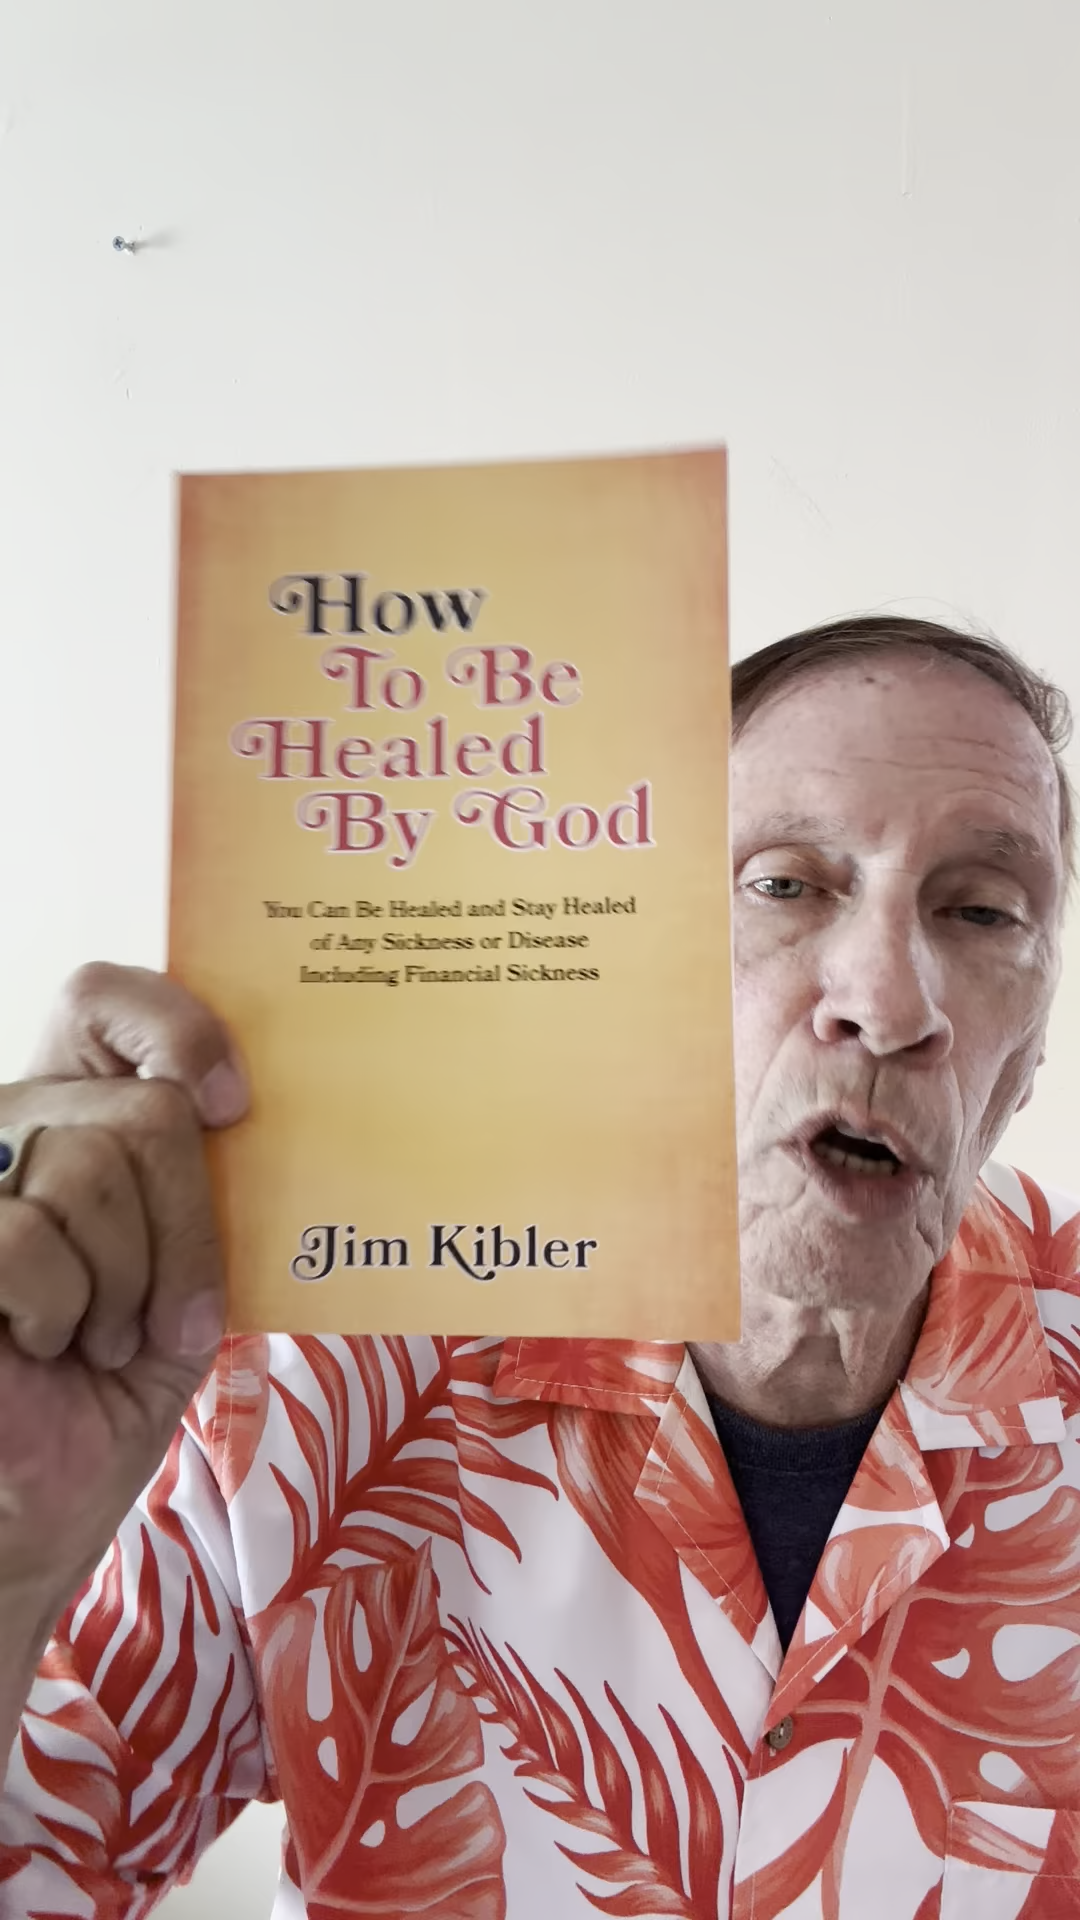 How
To Be
Healed
By God
You Can Be Healed and Stay Healed
of Any Sickness or Disease
Including Financial Sickness
Jim Kibler